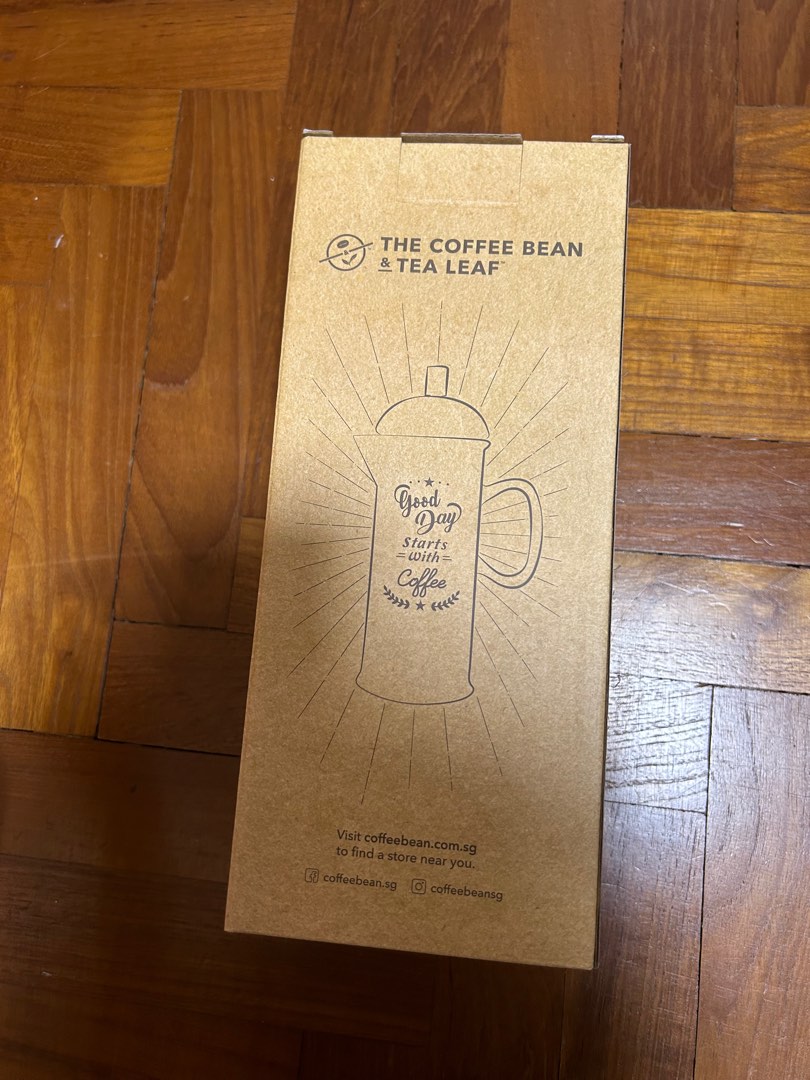 THE COFFEE BEAN
& TEA LEAF™
Good
Day
Starts
with
Coffee
Visit coffeebean.com.sg
to find a store near you.
coffeebean.sg coffeebeansg